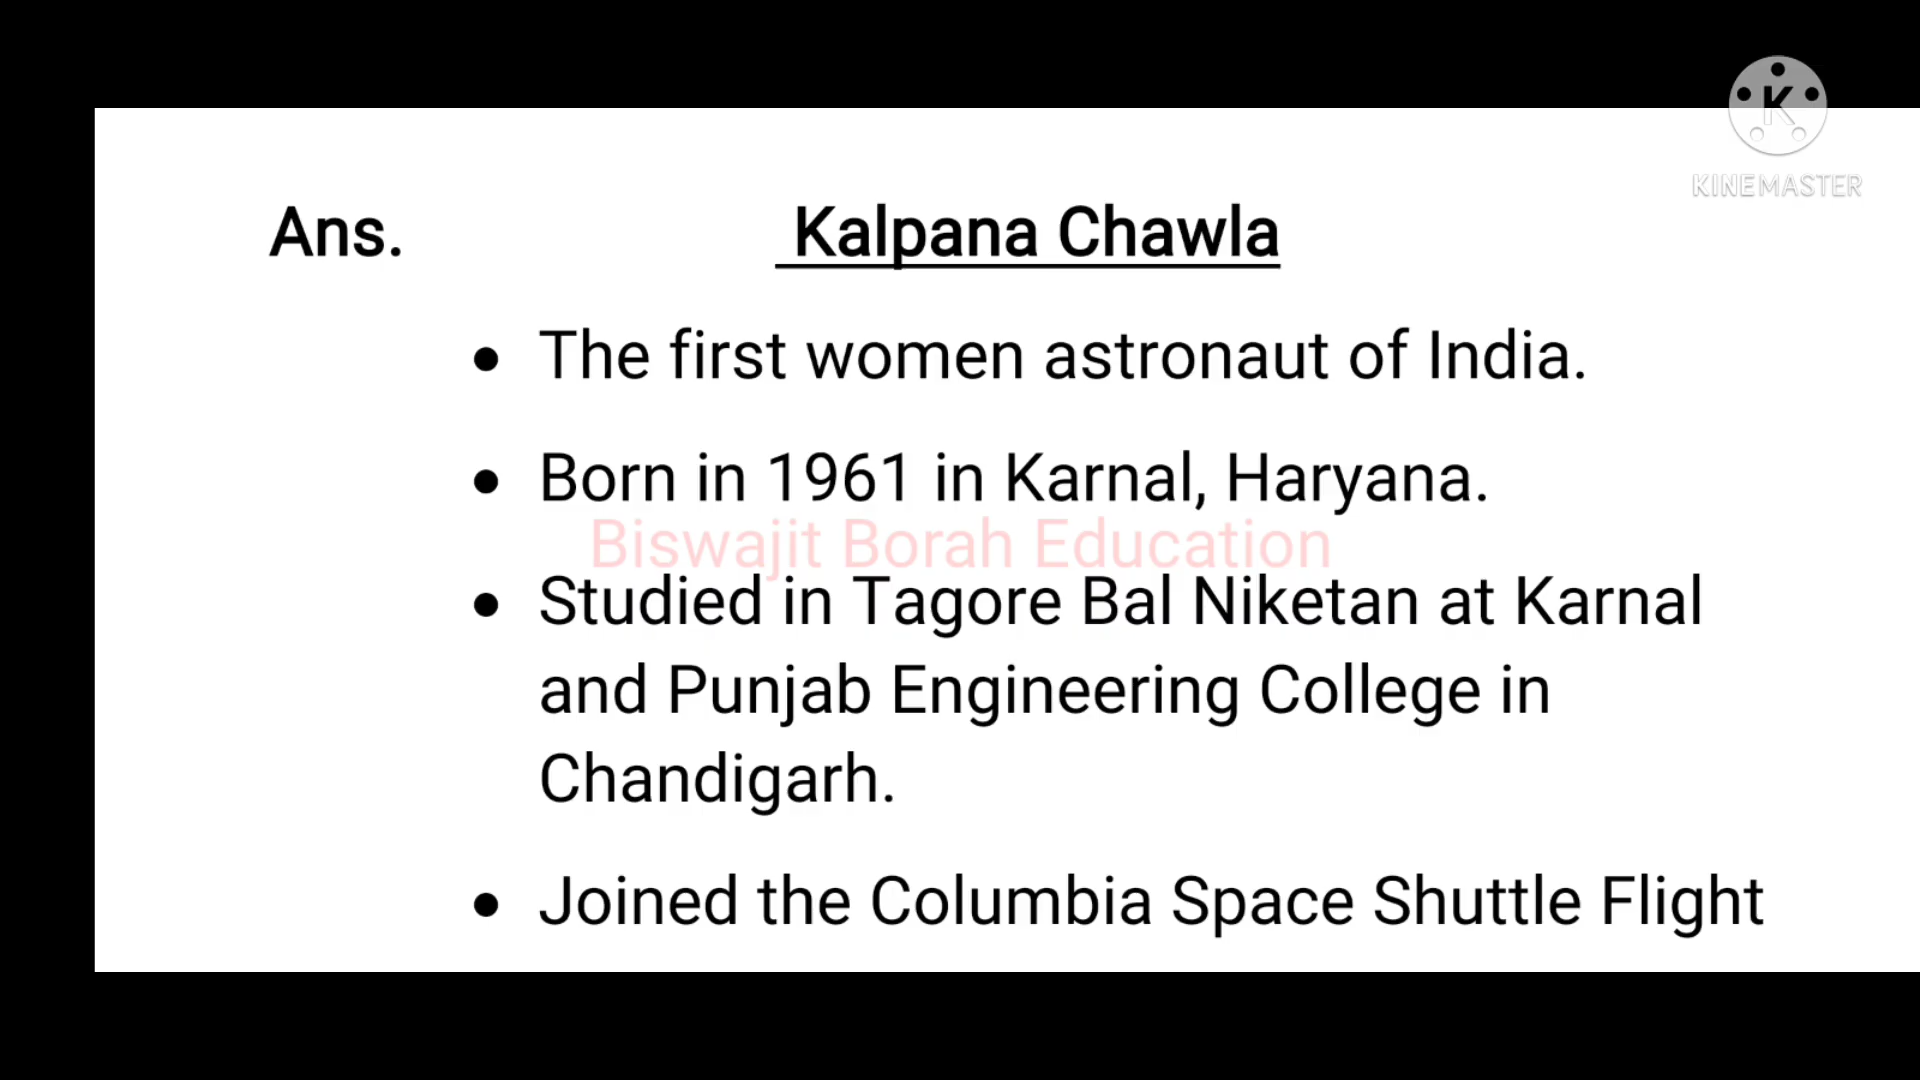 K
KINEMASTER
Ans. Kalpana Chawla
• The first women astronaut of India.
• Born in 1961 in Karnal, Haryana.
Biswajit Borah Education
• Studied in Tagore Bal Niketan at Karnal
and Punjab Engineering College in
Chandigarh.
• Joined the Columbia Space Shuttle Flight